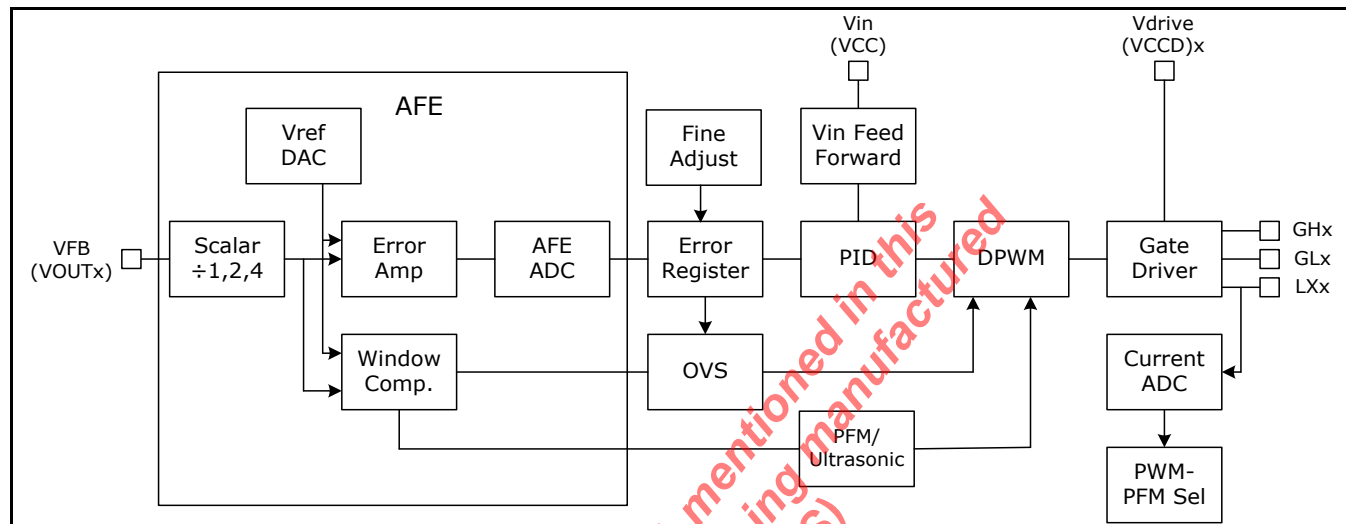 Vin
(VCC)
Vdrive
(VCCD)x
AFE
Vref
DAC
Fine
Adjust
Vin Feed
Forward
VFB
(VOUTx)
Scalar
÷1,2,4
Error
Amp
AFE
ADC
Error
Register
PID
DPWM
Gate
Driver
GHx
GLx
LXx
Window
Comp.
OVS
Current
ADC
PFM/
Ultrasonic
PWM-
PFM Sel
mentioned in this
ing manufactured